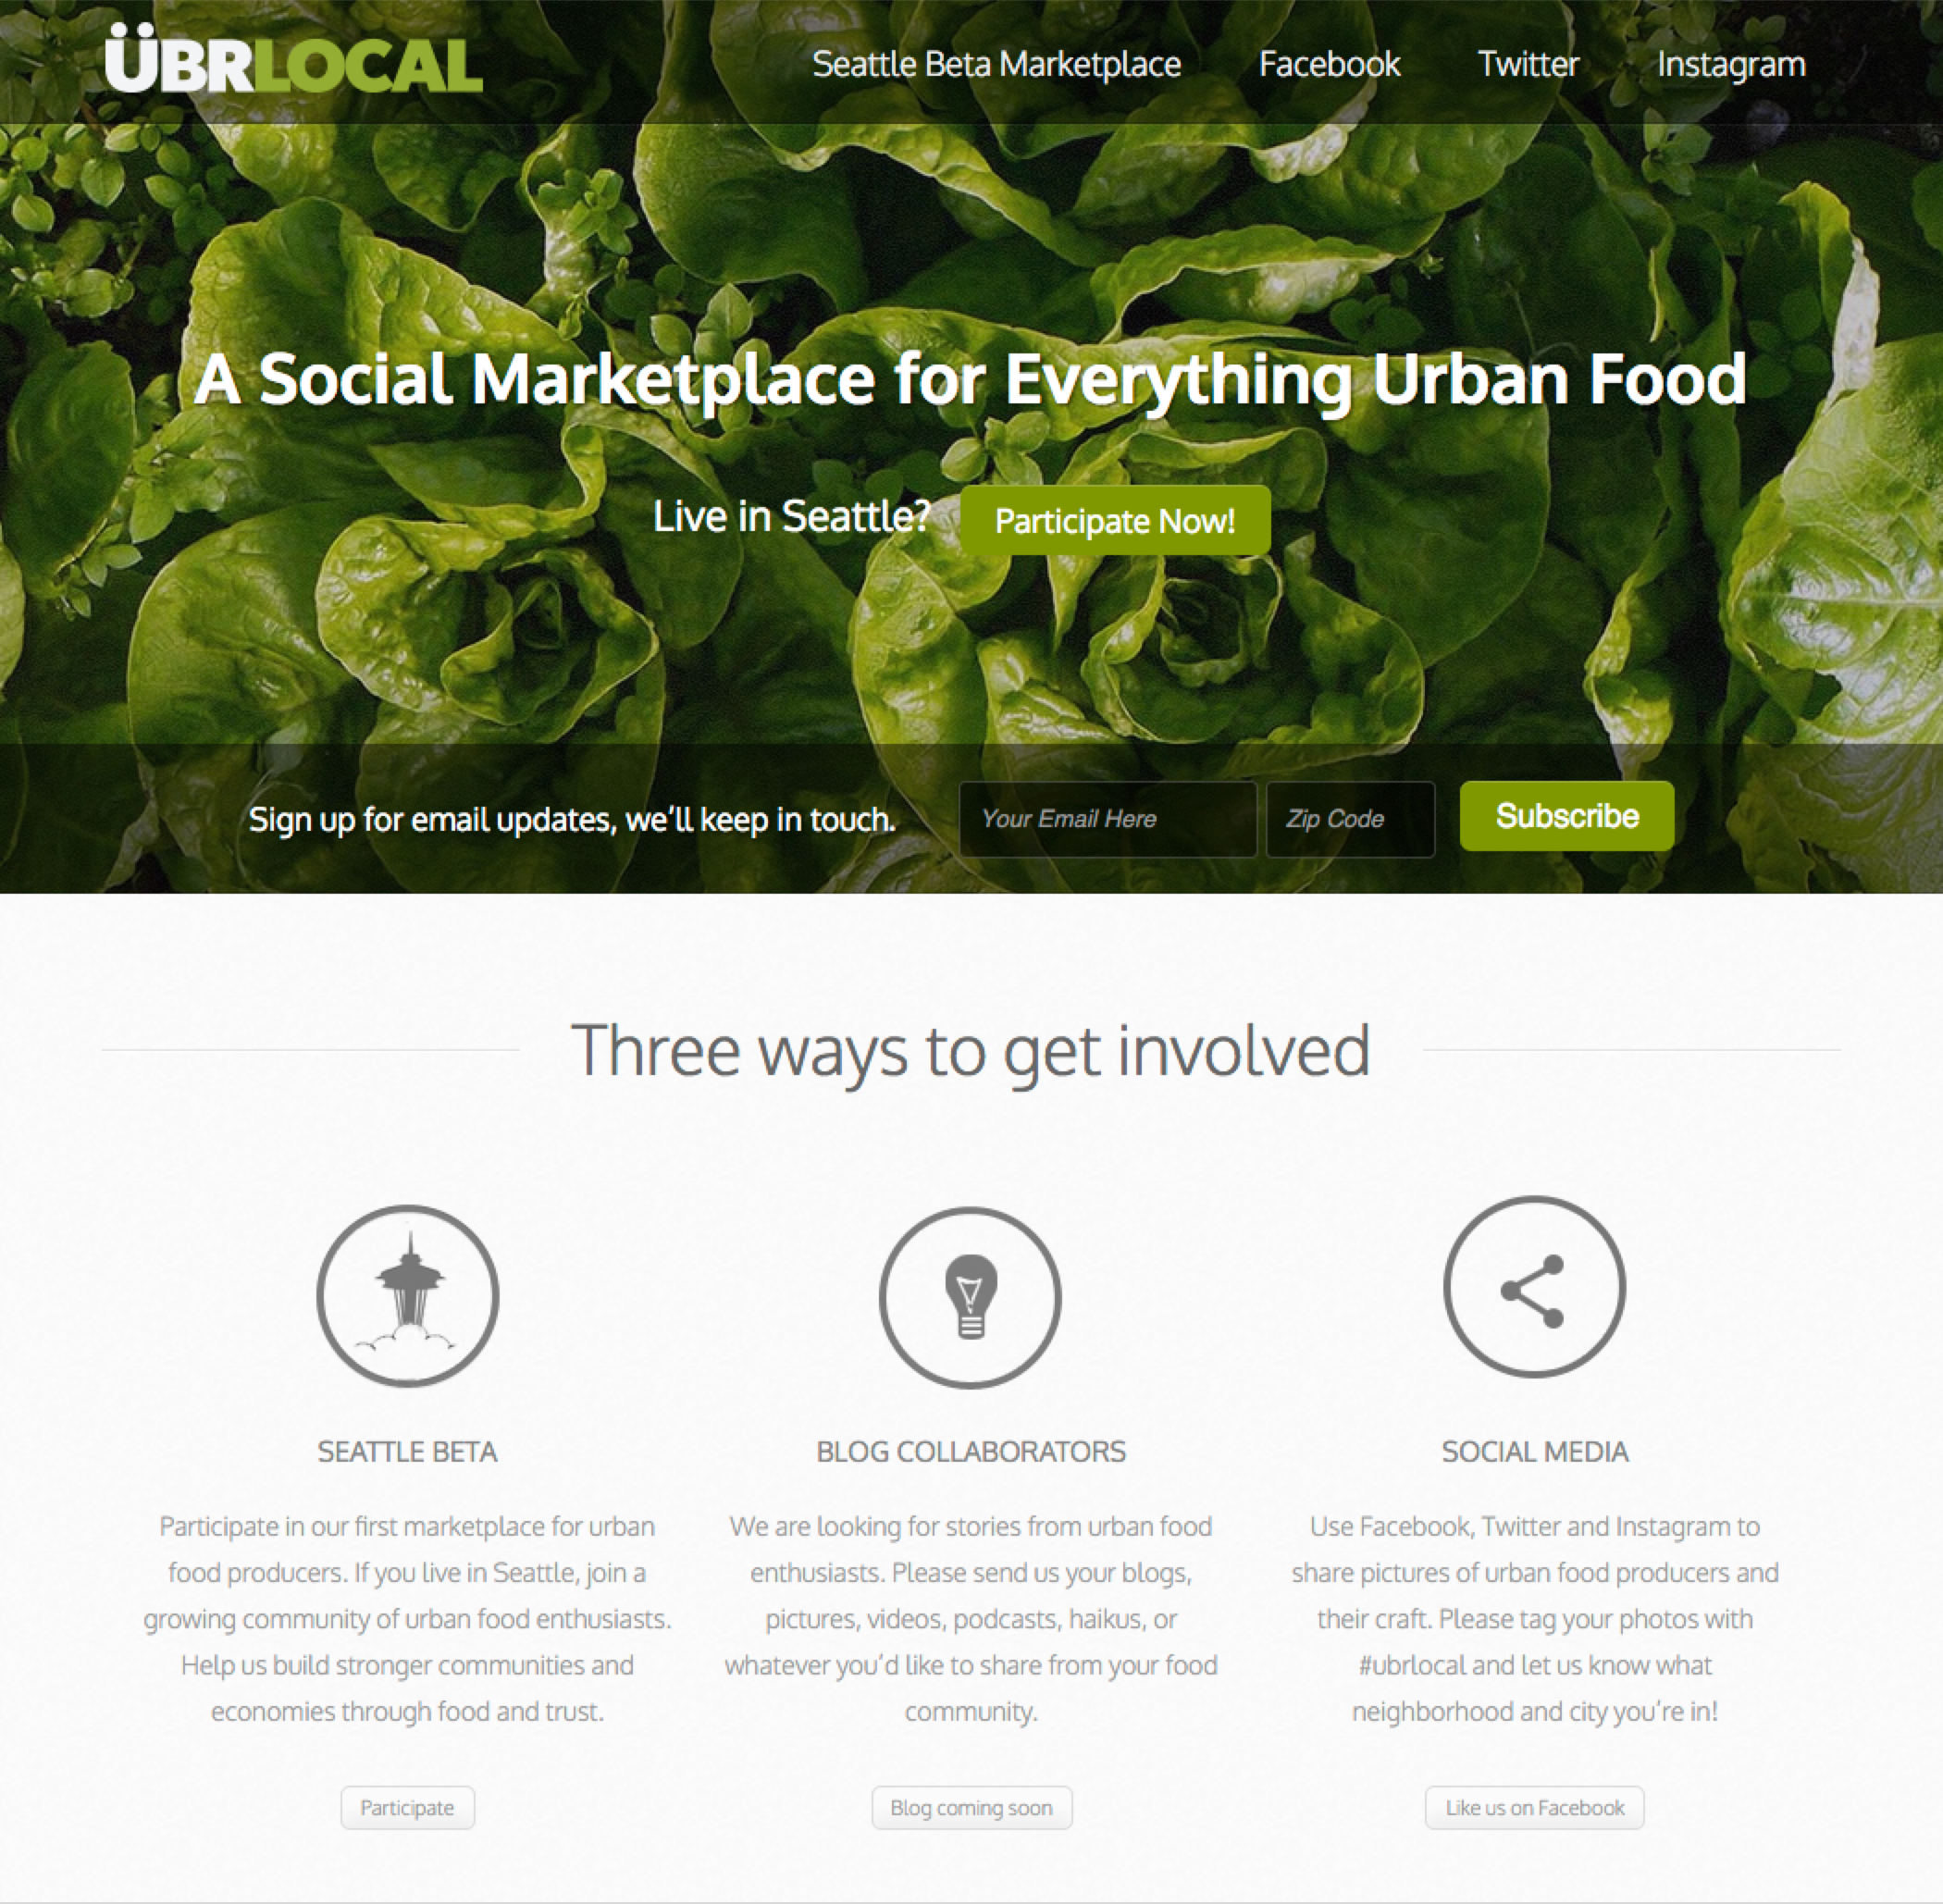 ÜBRLOCAL
Seattle Beta Marketplace
Facebook
Twitter
Instagram
A Social Marketplace for Everything Urban Food
Live in Seattle?
Participate Now!
Sign up for email updates, we'll keep in touch.
Your Email Here
Zip Code
Subscribe
Three ways to get involved
SEATTLE BETA
Participate in our first marketplace for urban
food producers. If you live in Seattle, join a
growing community of urban food enthusiasts.
Help us build stronger communities and
economies through food and trust.
Participate
BLOG COLLABORATORS
We are looking for stories from urban food
enthusiasts. Please send us your blogs,
pictures, videos, podcasts, haikus, or
whatever you'd like to share from your food
community.
Blog coming soon
SOCIAL MEDIA
Use Facebook, Twitter and Instagram to
share pictures of urban food producers and
their craft. Please tag your photos with
#ubrlocal and let us know what
neighborhood and city you're in!
Like us on Facebook